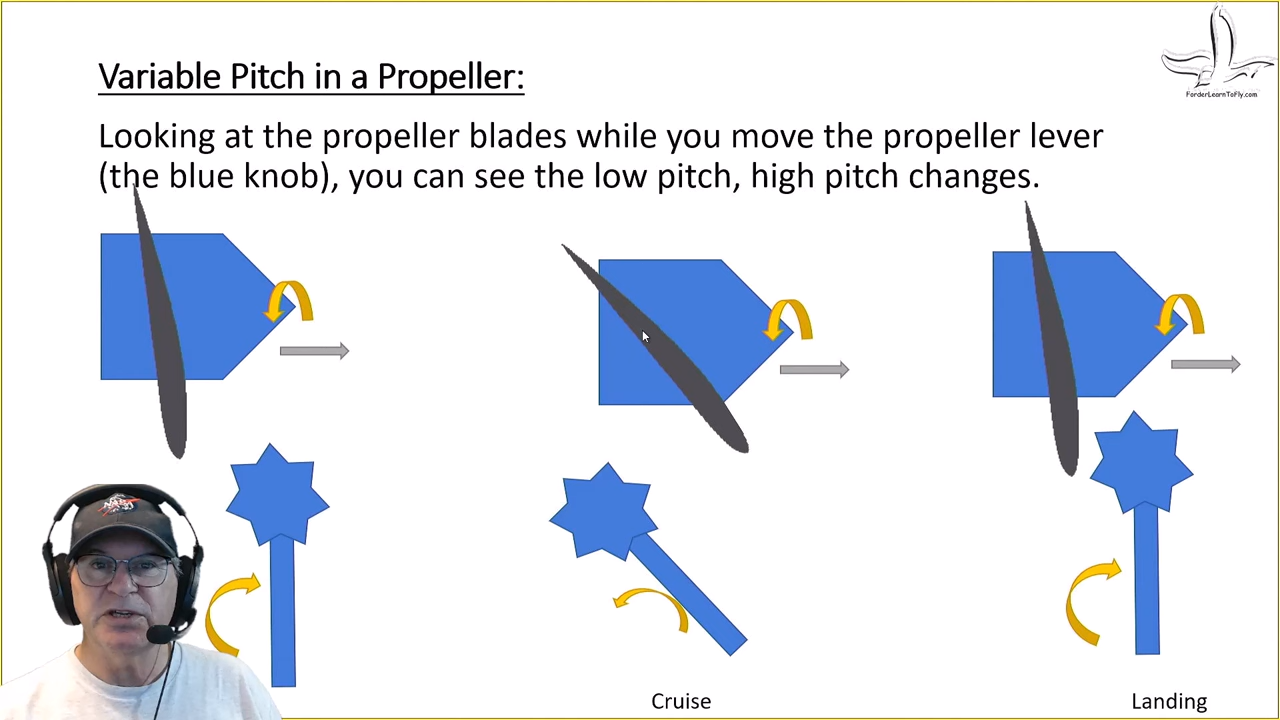 ForderLearnToFly.com
Variable Pitch in a Propeller:
Looking at the propeller blades while you move the propeller lever
(the blue knob), you can see the low pitch, high pitch changes.
NASA
Cruise
Landing